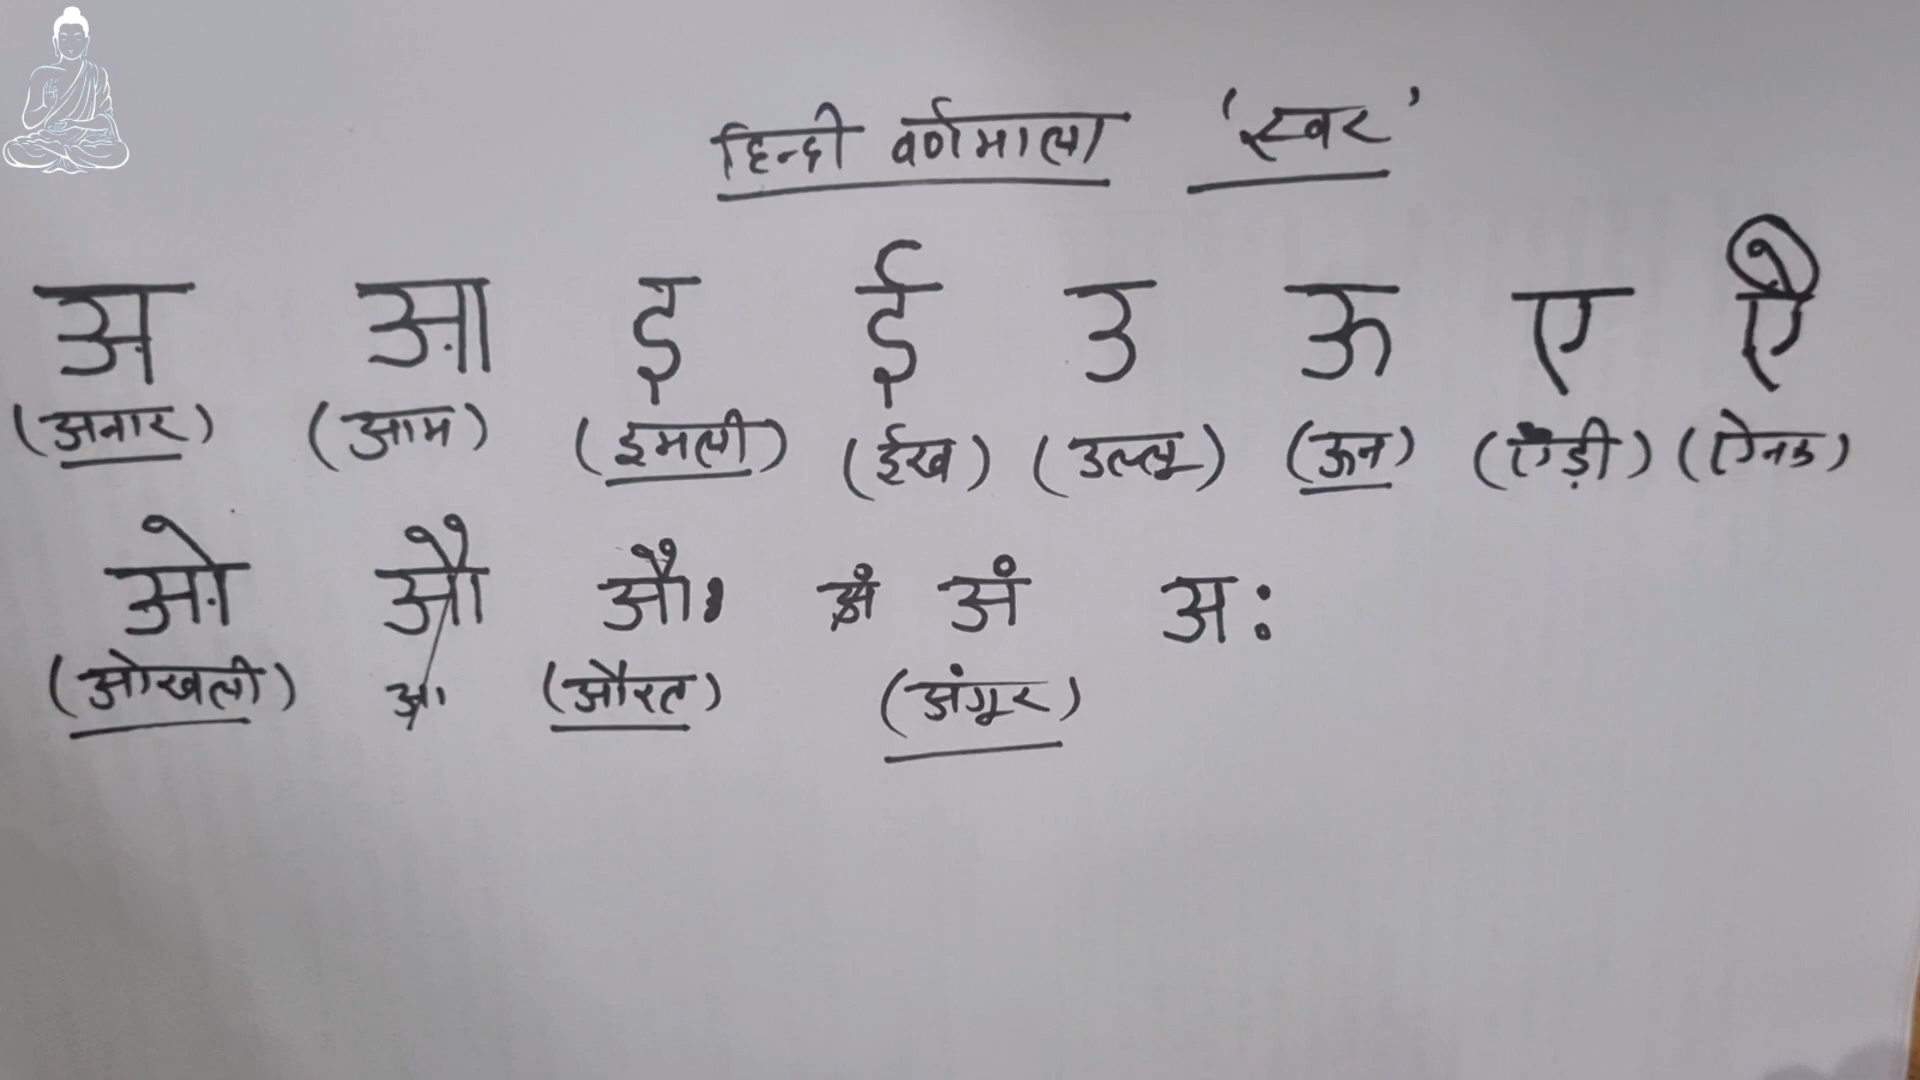 हिन्दी वर्णमाला 'स्वर'
अ आ इ ई उ ऊ ए ऐ
(अनार) (आम) (इमली) (ईख) (उल्लू) (ऊन) (एड़ी) (ऐनक)
ओ औ औ अं अं अ:
(ओखली) (औरत) (अंगूर)